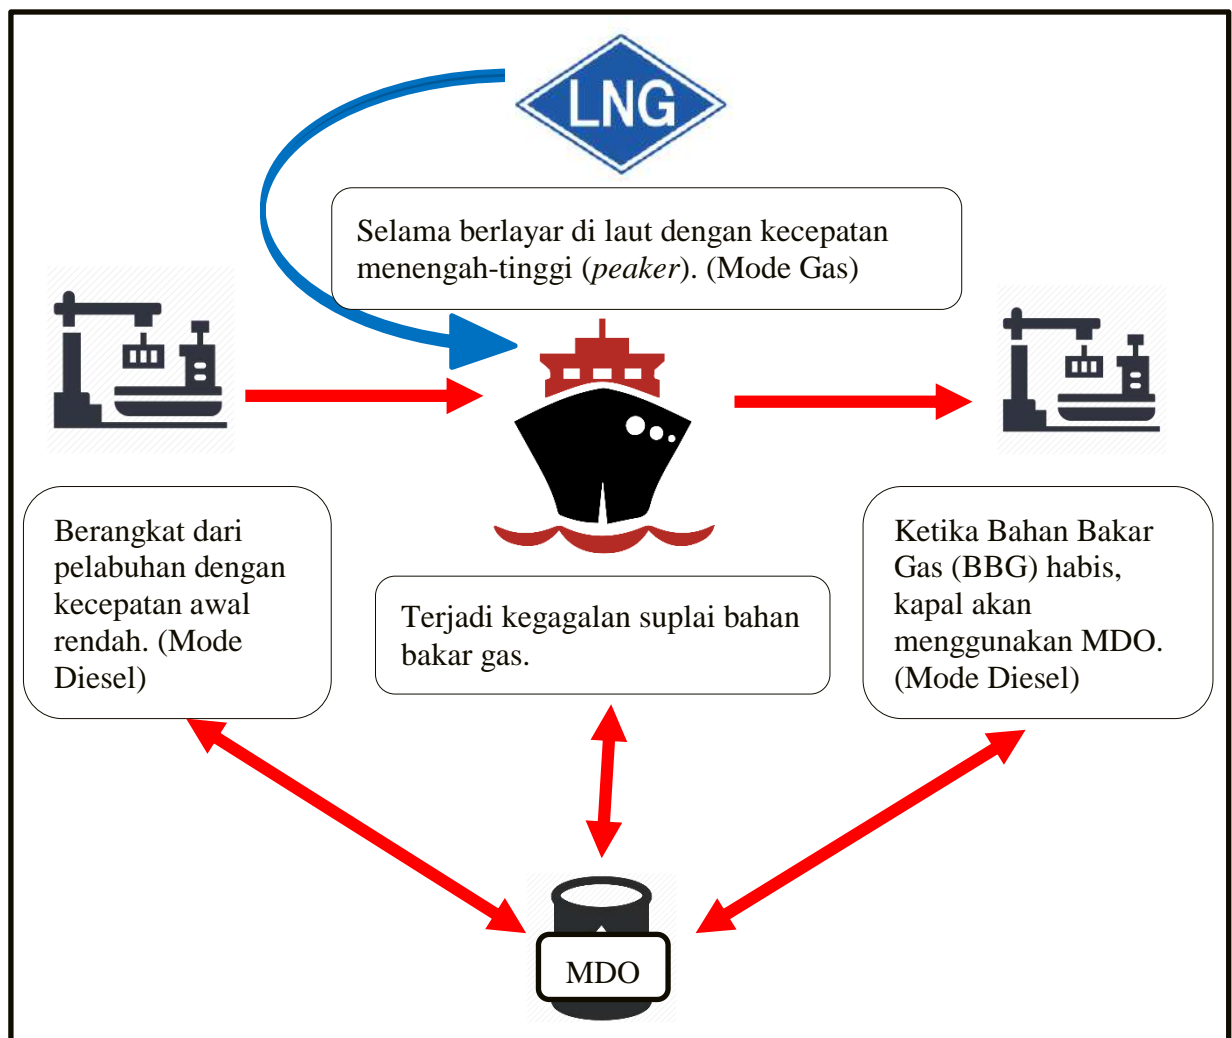 LNG
Selama berlayar di laut dengan kecepatan
menengah-tinggi (peaker). (Mode Gas)
Berangkat dari
pelabuhan dengan
kecepatan awal
rendah. (Mode
Diesel)
Terjadi kegagalan suplai bahan
bakar gas.
Ketika Bahan Bakar
Gas (BBG) habis,
kapal akan
menggunakan MDO.
(Mode Diesel)
MDO